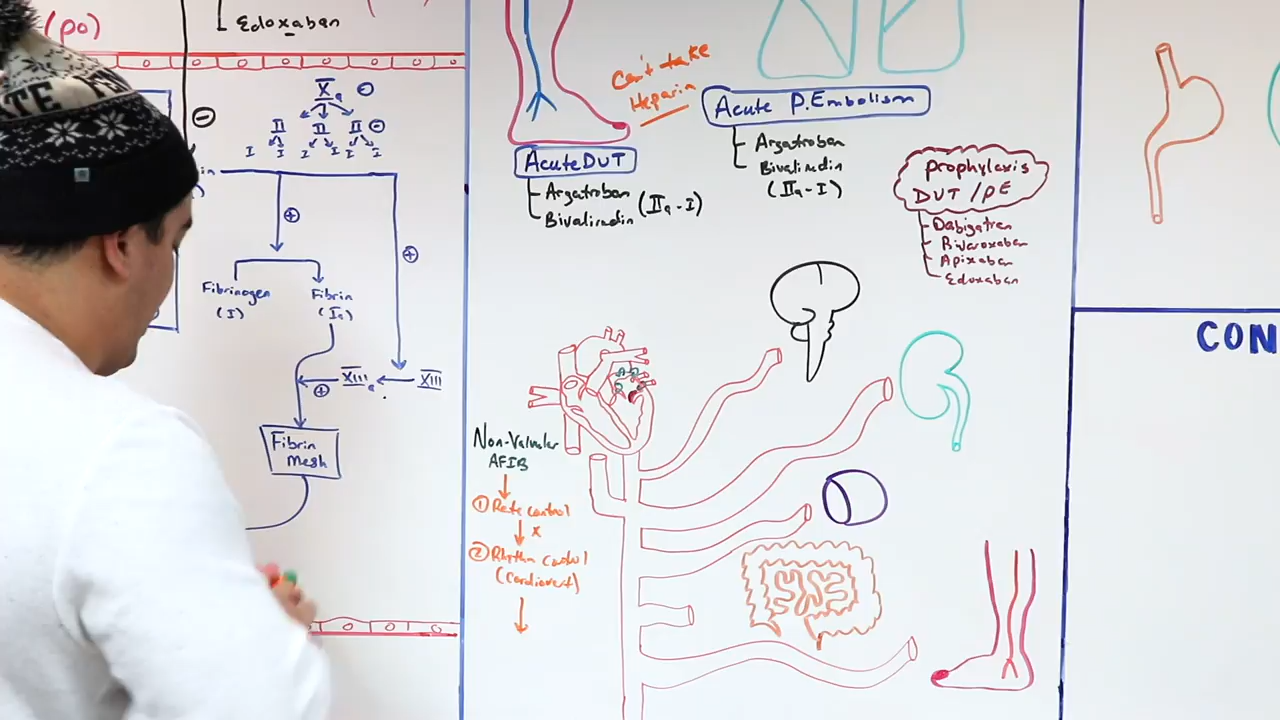 (po)
Edoxaban
Xa ⊖
⊖
II II II ⊖
I I I I I I
in
⊕
⊕
Fibrinogen
(I)
Fibrin
(Ia)
⊕ XIIIa XIII
Fibrin
mesh
Can't take
Heparin
Acute DVT
Argatroban
Bivalirudin (IIa-I)
Acute P.Embolism
Argatroban
Bivalirudin
(IIa-I)
prophylaxis
DVT/PE
Dabigatran
Rivaroxaban
Apixaban
Edoxaban
Non-Valvular
AFIB
① Rate control
x
② Rhythm control
(Cardiovert)
CON